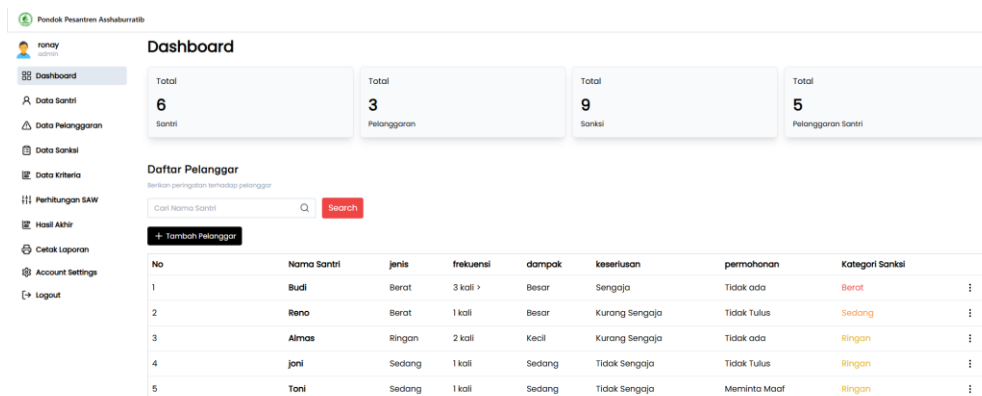 Pondok Pesantren Asshaburratib
ronay
admin
Dashboard
Data Santri
Data Pelanggaran
Data Sanksi
Data Kriteria
Perhitungan SAW
Hasil Akhir
Cetak Laporan
Account Settings
Logout
Dashboard
Total
6
Santri
Total
3
Pelanggaran
Total
9
Sanksi
Total
5
Pelanggaran Santri
Daftar Pelanggar
Berikan peringatan terhadap pelanggar
Cari Nama Santri Search
+ Tambah Pelanggar
No Nama Santri jenis frekuensi dampak keseriusan permohonan Kategori Sanksi
1 Budi Berat 3 kali > Besar Sengaja Tidak ada Berat
2 Reno Berat 1 kali Besar Kurang Sengaja Tidak Tulus Sedang
3 Almas Ringan 2 kali Kecil Kurang Sengaja Tidak ada Ringan
4 joni Sedang 1 kali Sedang Tidak Sengaja Tidak Tulus Ringan
5 Toni Sedang 1 kali Sedang Tidak Sengaja Meminta Maaf Ringan